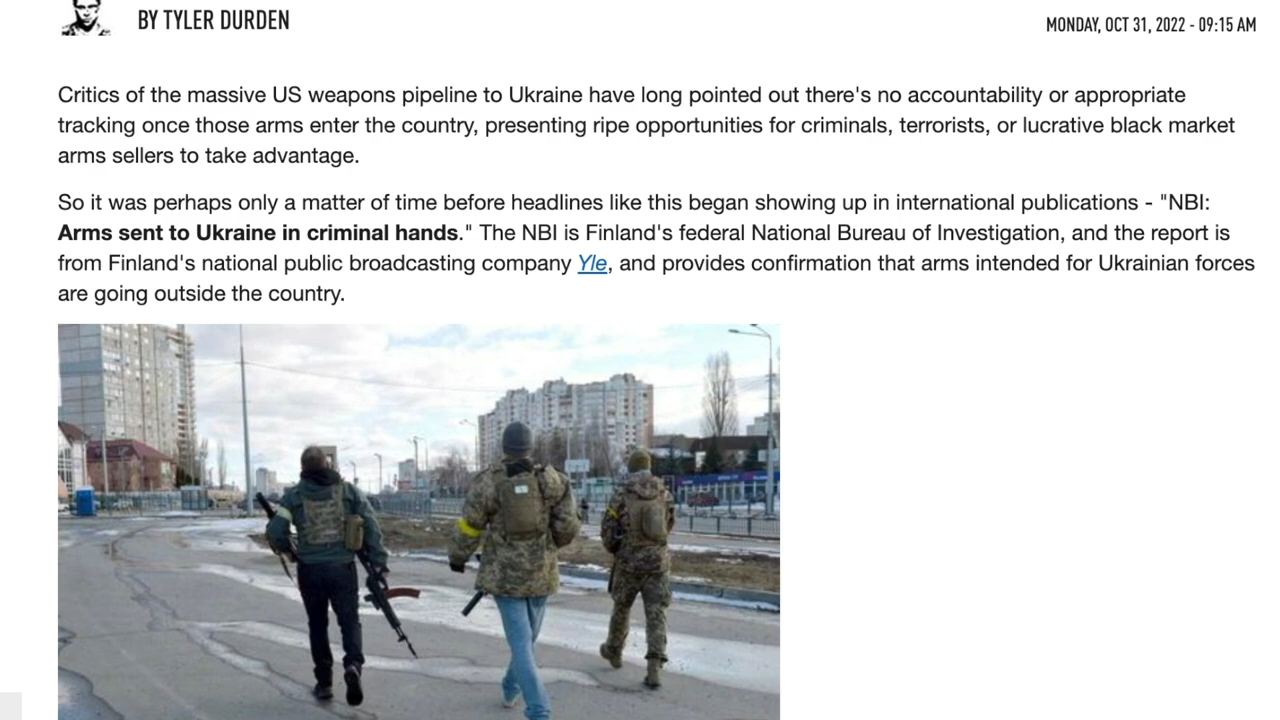 BY TYLER DURDEN
MONDAY, OCT 31, 2022 - 09:15 AM
Critics of the massive US weapons pipeline to Ukraine have long pointed out there's no accountability or appropriate
tracking once those arms enter the country, presenting ripe opportunities for criminals, terrorists, or lucrative black market
arms sellers to take advantage.
So it was perhaps only a matter of time before headlines like this began showing up in international publications - "NBI:
Arms sent to Ukraine in criminal hands." The NBI is Finland's federal National Bureau of Investigation, and the report is
from Finland's national public broadcasting company Yle, and provides confirmation that arms intended for Ukrainian forces
are going outside the country.